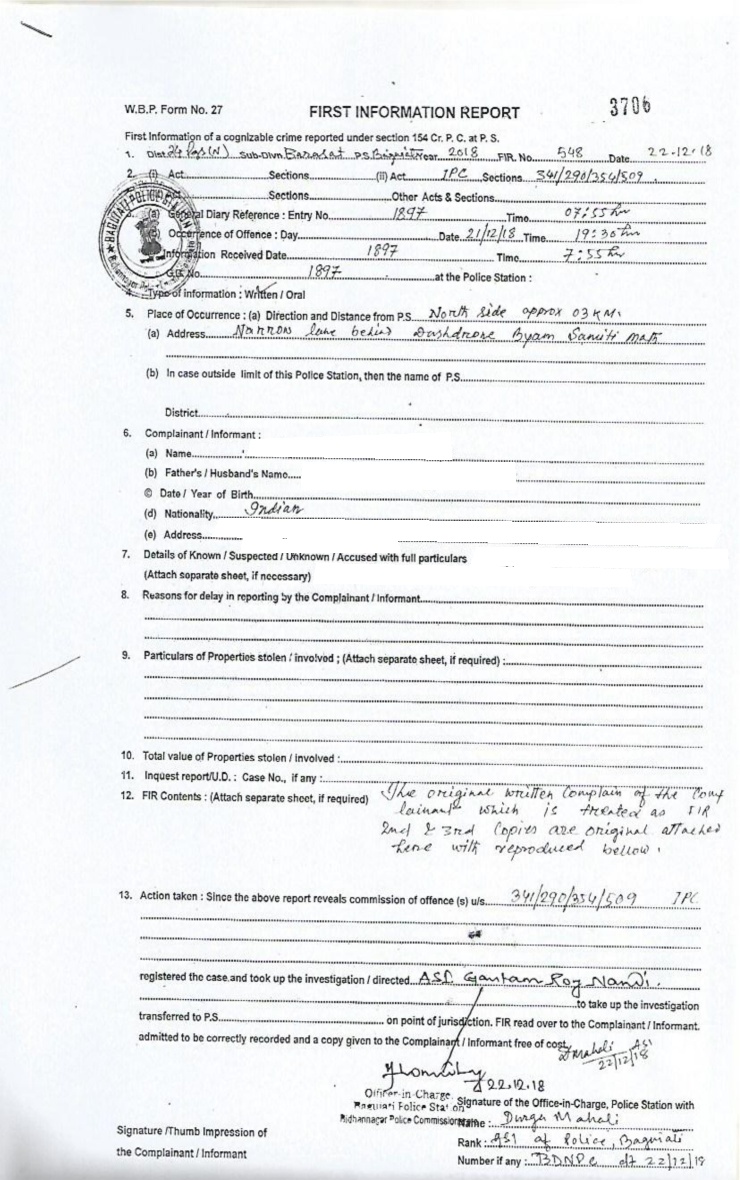 3706
W.B.P. Form No. 27 FIRST INFORMATION REPORT
First Information of a cognizable crime reported under section 154 Cr. P. C. at P. S.
1. Dist. 24 Pgs (N) Sub-Divn. Barasat P.S. Baguiati Year 2018 FIR. No. 548 Date 22.12.18
2. (i) Act Sections (ii) Act IPC Sections 341/290/354/509.
Sections Other Acts & Sections
(a) General Diary Reference : Entry No. 1897 Time 07:55 hr
Occurrence of Offence : Day Date 21/12/18 Time 19:30 hr
Information Received Date 1897 Time 7:55 hr
G.D. No. 1897 at the Police Station :
Type of information : Written / Oral
5. Place of Occurrence : (a) Direction and Distance from P.S. North side approx 03 KM.
(a) Address Narrow lane behind Dashdrone Byam Samiti math
(b) In case outside limit of this Police Station, then the name of P.S.
District
6. Complainant / Informant :
(a) Name
(b) Father's / Husband's Name
© Date / Year of Birth
(d) Nationality Indian
(e) Address
7. Details of Known / Suspected / Unknown / Accused with full particulars
(Attach separate sheet, if necessary)
8. Reasons for delay in reporting by the Complainant / Informant
9. Particulars of Properties stolen / involved ; (Attach separate sheet, if required) :
10. Total value of Properties stolen / involved :
11. Inquest report/U.D. : Case No., if any :
12. FIR Contents : (Attach separate sheet, if required) The original written complain of the Comp
lainant which is treated as FIR
2nd & 3rd Copies are original attached
here with reproduced bellow.
13. Action taken : Since the above report reveals commission of offence (s) u/s. 341/290/354/509 IPC
registered the case and took up the investigation / directed ASI Gautam Roy Nandi.
to take up the investigation
transferred to P.S. on point of jurisdiction. FIR read over to the Complainant / Informant.
admitted to be correctly recorded and a copy given to the Complainant / Informant free of cost.
DMahali ASI
22/12/18
22.12.18
Officer-in-Charge
Baguiati Police Station
Bidhannagar Police Commissionerate
Signature of the Office-in-Charge, Police Station with
Name : Durga Mahali
Rank : ASI of Police, Baguiati
Number if any : BDNPC dt 22/12/18
Signature /Thumb Impression of
the Complainant / Informant